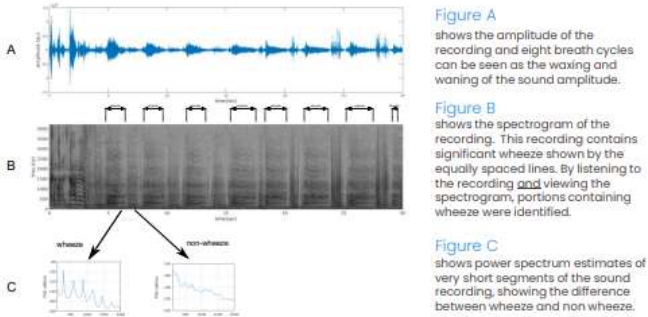 Figure A
shows the amplitude of the
recording and eight breath cycles
can be seen as the waxing and
waning of the sound amplitude.
A
Figure B
shows the spectrogram of the
recording. This recording contains
significant wheeze shown by the
equally spaced lines. By listening to
the recording and viewing the
spectrogram, portions containing
wheeze were identified.
B
wheeze
non-wheeze
C
Figure C
shows power spectrum estimates of
very short segments of the sound
recording, showing the difference
between wheeze and non wheeze.